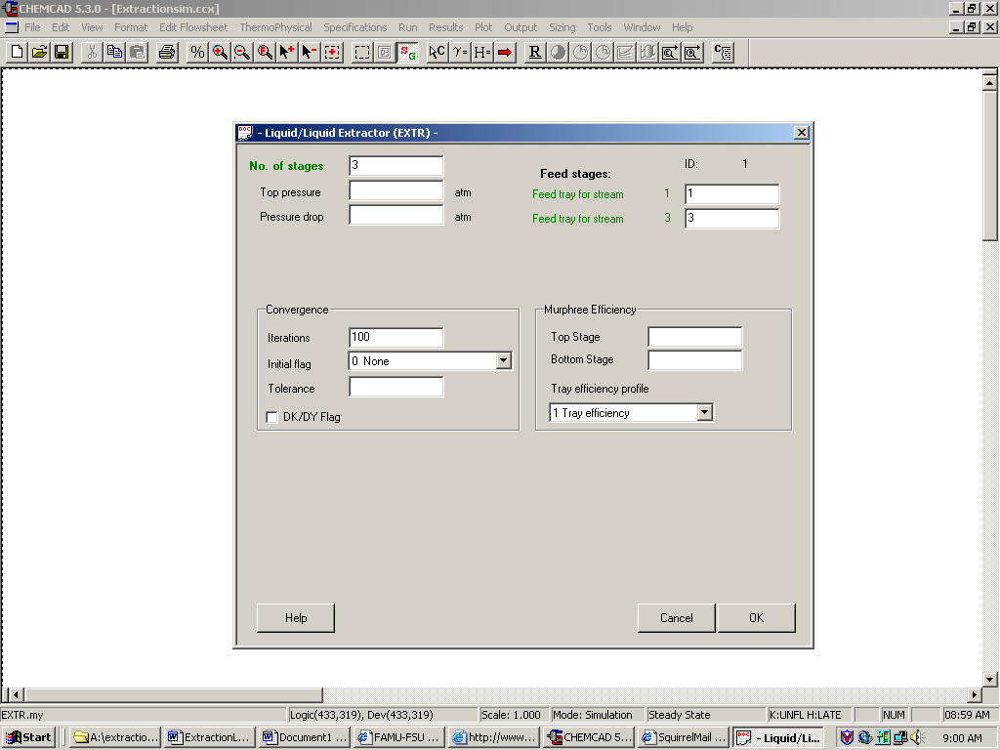 CHEMCAD 5.3.0 - [Extractionsim.ccx]
File Edit View Format Edit Flowsheet ThermoPhysical Specifications Run Results Plot Output Sizing Tools Window Help
% C γ= H= R
S G
DOC - Liquid/Liquid Extractor (EXTR) -
No. of stages 3
Top pressure atm
Pressure drop atm
ID: 1
Feed stages:
Feed tray for stream 1 1
Feed tray for stream 3 3
Convergence
Iterations 100
Initial flag 0 None
Tolerance
DK/DY Flag
Murphree Efficiency
Top Stage
Bottom Stage
Tray efficiency profile
1 Tray efficiency
Help Cancel OK
EXTR.my Logic(433,319), Dev(433,319) Scale: 1.000 Mode: Simulation Steady State K:UNFL H:LATE NUM 08:59 AM
Start A:\extractio... ExtractionL... Document1 ... FAMU-FSU ... http://www... CHEMCAD 5... SquirrelMail ... - Liquid/Li... 9:00 AM